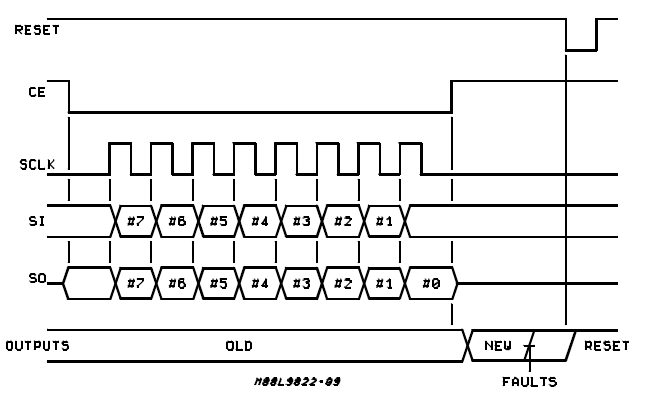 RESET
CE
SCLK
SI #7 #6 #5 #4 #3 #2 #1
SO #7 #6 #5 #4 #3 #2 #1 #0
OUTPUTS OLD NEW RESET
FAULTS
M88L9822-09